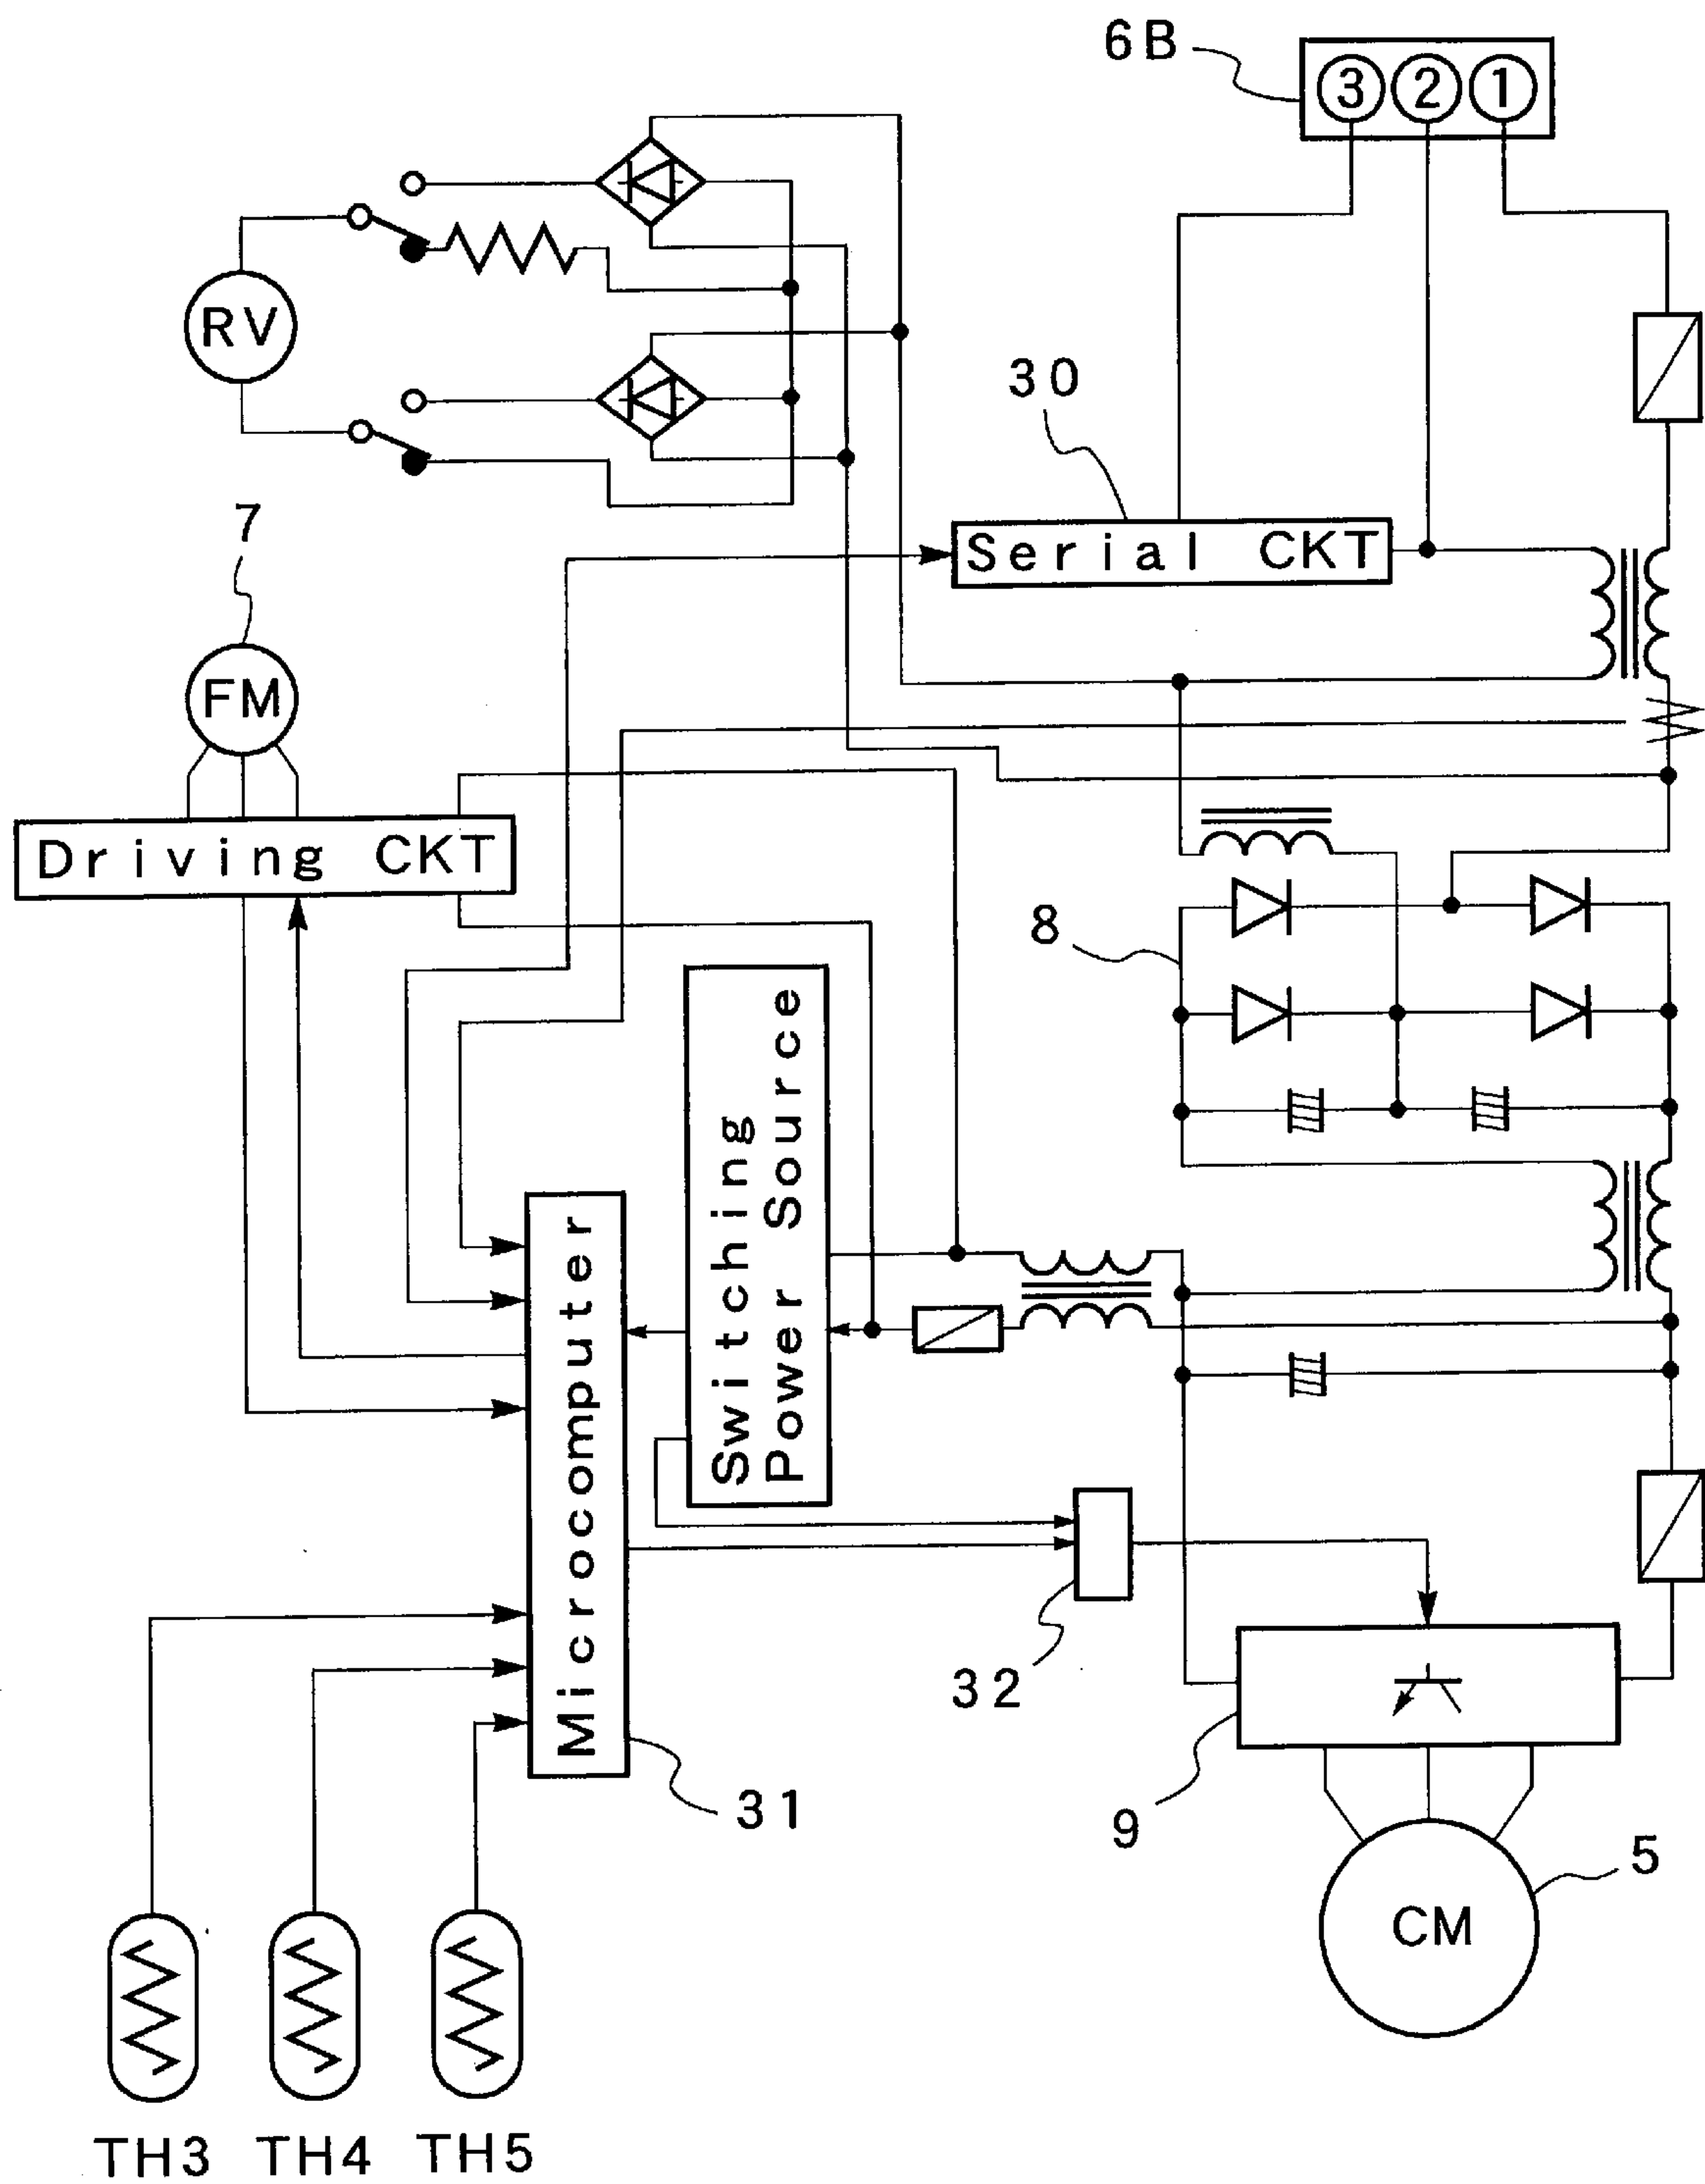 6B
3 2 1
RV
30
Serial CKT
7
FM
Driving CKT
8
Switching
Power Source
Microcomputer
32
31
9
5
CM
TH3 TH4 TH5